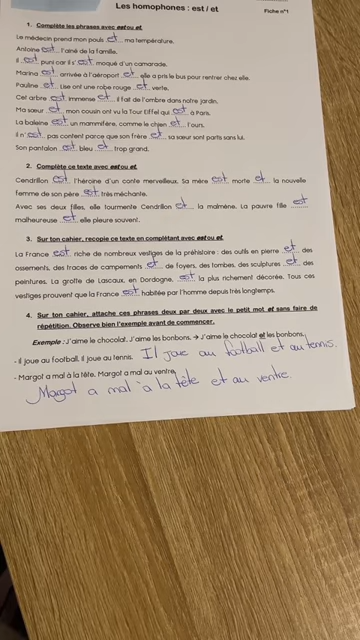 Les homophones : est / et
Fiche n°1
1. Complète les phrases avec est ou et.
Le médecin prend mon pouls et ma température.
Antoine est l'aîné de la famille.
Il est puni car il s'est moqué d'un camarade.
Marina est arrivée à l'aéroport et elle a pris le bus pour rentrer chez elle.
Pauline et Lise ont une robe rouge et verte.
Cet arbre est immense et il fait de l'ombre dans notre jardin.
Ma sœur et mon cousin ont vu la Tour Eiffel qui est à Paris.
La baleine est un mammifère, comme le chien et l'ours.
Il n'est pas content parce que son frère et sa sœur sont partis sans lui.
Son pantalon est bleu et trop grand.
2. Complète ce texte avec est ou et.
Cendrillon est l'héroïne d'un conte merveilleux. Sa mère est morte et la nouvelle
femme de son père est très méchante.
Avec ses deux filles, elle tourmente Cendrillon et la malmène. La pauvre fille est
malheureuse et elle pleure souvent.
3. Sur ton cahier, recopie ce texte en complétant avec est ou et.
La France est riche de nombreux vestiges de la préhistoire : des outils en pierre et des
ossements, des traces de campements et de foyers, des tombes, des sculptures et des
peintures. La grotte de Lascaux, en Dordogne, est la plus richement décorée. Tous ces
vestiges prouvent que la France est habitée par l'homme depuis très longtemps.
4. Sur ton cahier, attache ces phrases deux par deux avec le petit mot et sans faire de
répétition. Observe bien l'exemple avant de commencer.
Exemple : J'aime le chocolat. J'aime les bonbons. → J'aime le chocolat et les bonbons.
- Il joue au football. Il joue au tennis. Il joue au football et au tennis.
- Margot a mal à la tête. Margot a mal au ventre.
Margot a mal à la tête et au ventre.